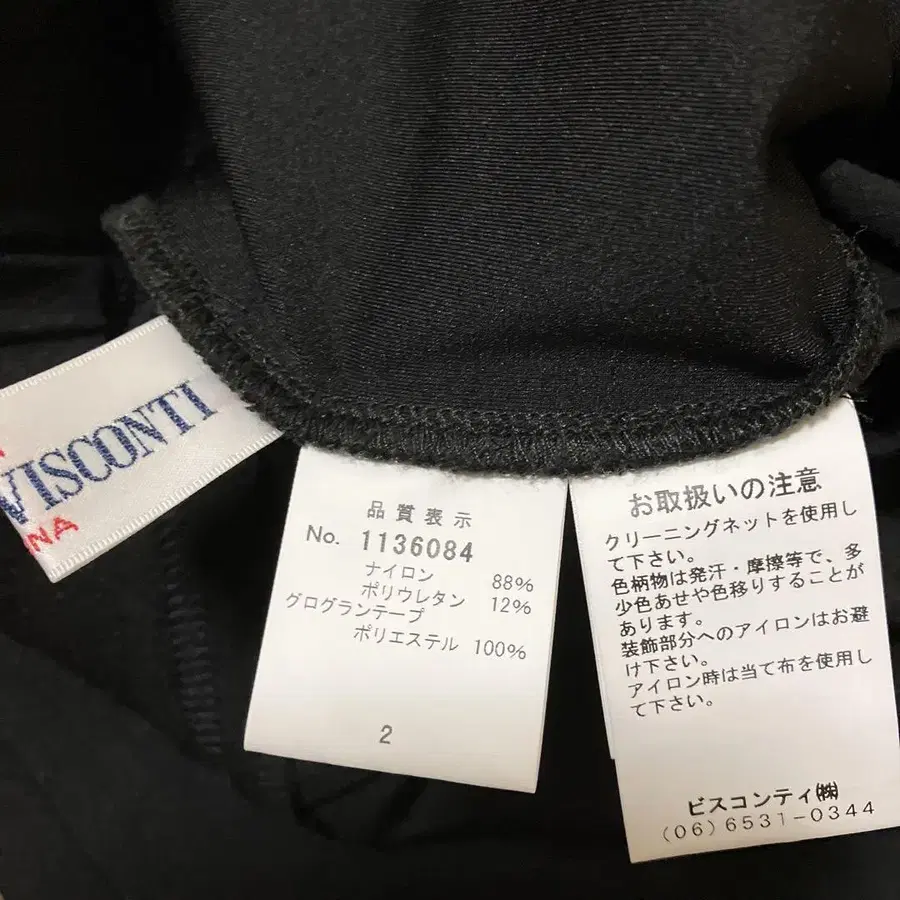 VISCONTI
NA
品質表示
No. 1136084
ナイロン 88%
ポリウレタン 12%
グログランテープ
ポリエステル 100%
2
お取扱いの注意
クリーニングネットを使用し
て下さい。
色柄物は発汗・摩擦等で、多
少色あせや色移りすることが
あります。
装飾部分へのアイロンはお避
け下さい。
アイロン時は当て布を使用し
て下さい。
ビスコンティ㈱
(06)6531-0344